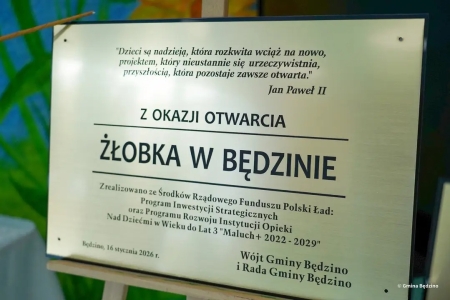 "Dzieci są nadzieją, która rozkwita wciąż na nowo,
projektem, który nieustannie się urzeczywistnia,
przyszłością, która pozostaje zawsze otwarta."
Jan Paweł II
Z OKAZJI OTWARCIA
ŻŁOBKA W BĘDZINIE
Zrealizowano ze Środków Rządowego Funduszu Polski Ład:
Program Inwestycji Strategicznych
oraz Programu Rozwoju Instytucji Opieki
Nad Dziećmi w Wieku do Lat 3 "Maluch+ 2022 - 2029"
Będzino, 16 stycznia 2026 r.
Wójt Gminy Będzino
i Rada Gminy Będzino
© Gmina Będzino